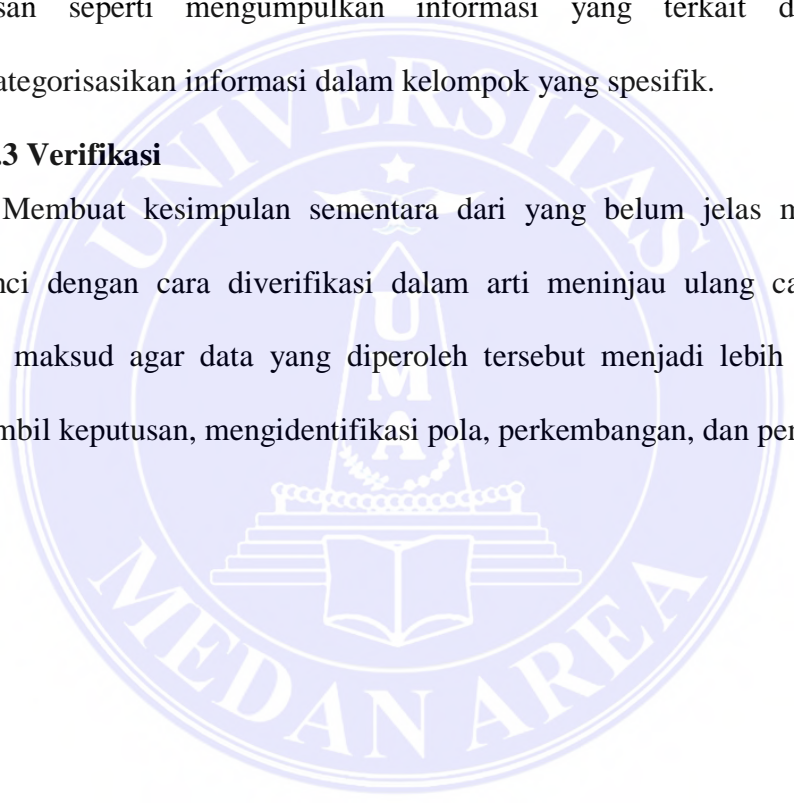 san seperti mengumpulkan informasi yang terkait d
ategorisasikan informasi dalam kelompok yang spesifik.
.3 Verifikasi
Membuat kesimpulan sementara dari yang belum jelas m
nci dengan cara diverifikasi dalam arti meninjau ulang ca
maksud agar data yang diperoleh tersebut menjadi lebih
mbil keputusan, mengidentifikasi pola, perkembangan, dan per
UNIVERSITAS
UMA
MEDAN AREA